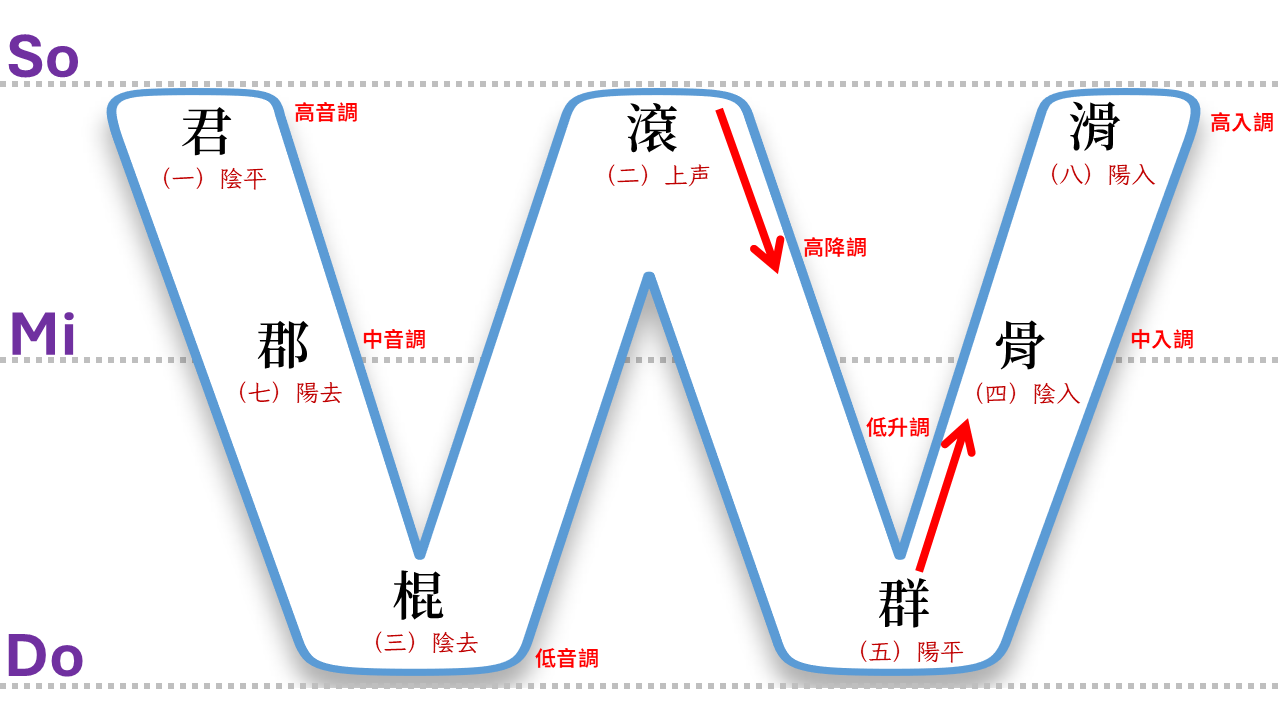 So
君
（一）陰平
高音調
滾
（二）上声
高降調
滑
（八）陽入
高入調
Mi
郡
（七）陽去
中音調
骨
（四）陰入
中入調
低升調
Do
棍
（三）陰去
低音調
群
（五）陽平